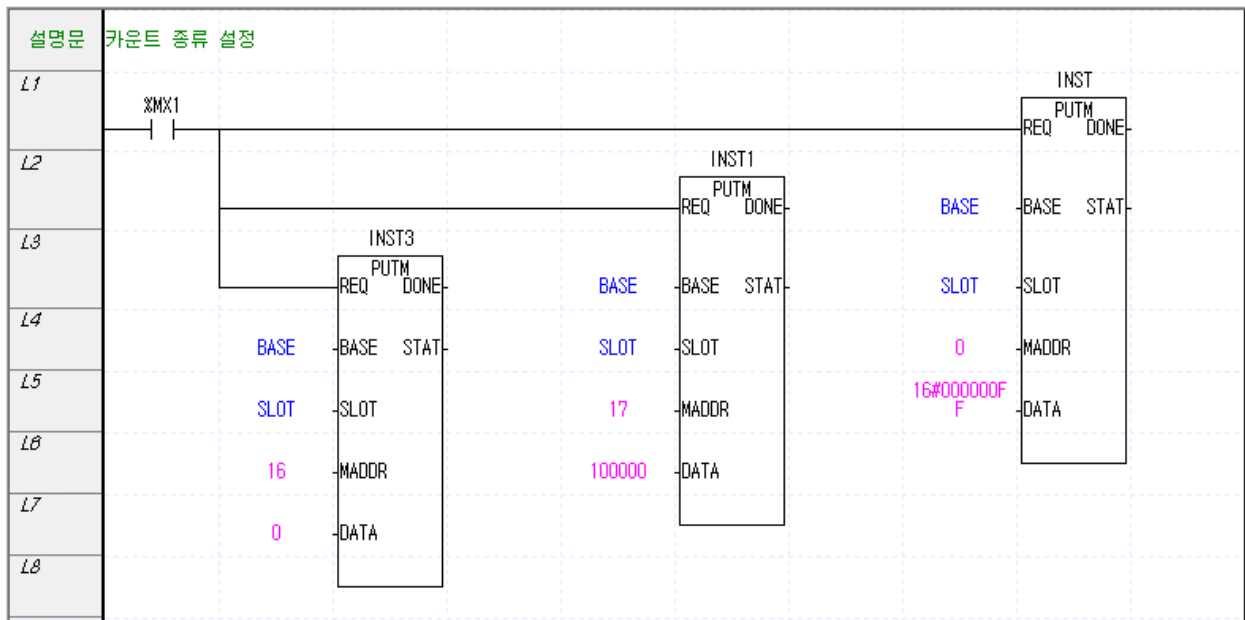 설명문 카운트 종류 설정
L1
%MX1
INST
PUTM
REQ DONE
L2
INST1
PUTM
REQ DONE
BASE BASE STAT
L3
INST3
PUTM
REQ DONE
BASE BASE STAT
SLOT SLOT
L4
BASE BASE STAT
SLOT SLOT
0 MADDR
L5
SLOT SLOT
17 MADDR
16#000000F
F DATA
L6
16 MADDR
100000 DATA
L7
0 DATA
L8